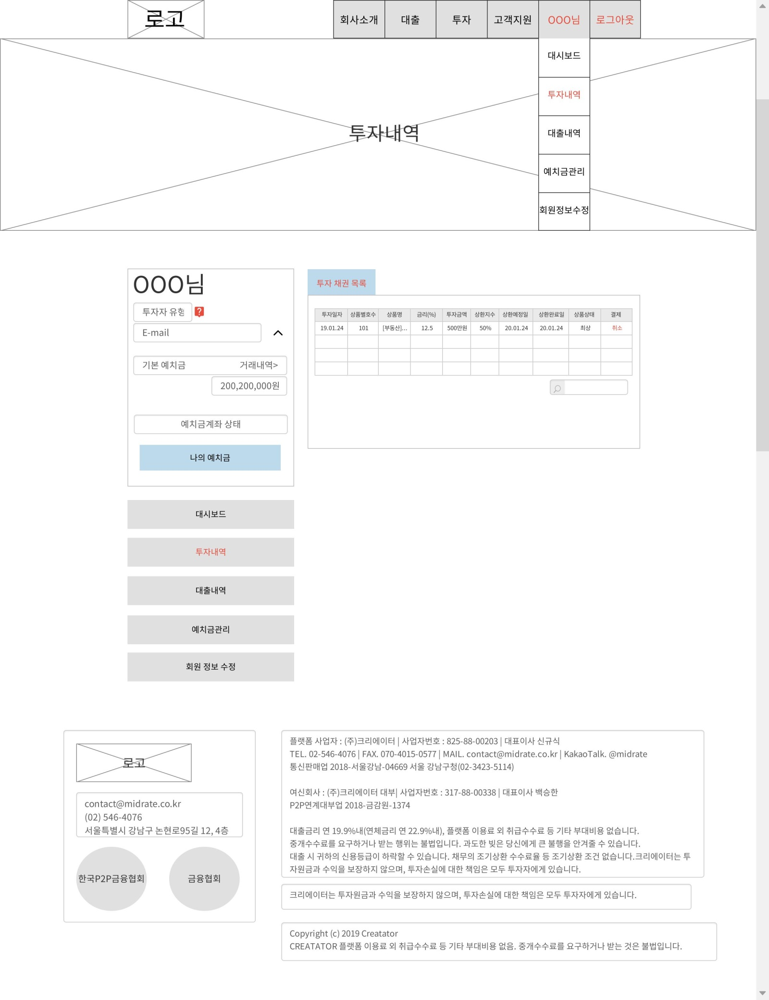 로고
회사소개 대출 투자 고객지원 OOO님 로그아웃
대시보드
투자내역
대출내역
예치금관리
회원정보수정
투자내역
OOO님
투자자 유형
?
E-mail
기본 예치금 거래내역>
200,200,000원
예치금계좌 상태
나의 예치금
투자 채권 목록
투자일자 상품별호수 상품명 금리(%) 투자금액 상환지수 상환예정일 상환완료일 상품상태 결제
19.01.24 101 [부동산]... 12.5 500만원 50% 20.01.24 20.01.24 최상 취소
대시보드
투자내역
대출내역
예치금관리
회원 정보 수정
로고
contact@midrate.co.kr
(02) 546-4076
서울특별시 강남구 논현로95길 12, 4층
한국P2P금융협회
금융협회
플랫폼 사업자 : (주)크리에이터 | 사업자번호 : 825-88-00203 | 대표이사 신규식
TEL. 02-546-4076 | FAX. 070-4015-0577 | MAIL. contact@midrate.co.kr | KakaoTalk. @midrate
통신판매업 2018-서울강남-04669 서울 강남구청(02-3423-5114)
여신회사 : (주)크리에이터 대부| 사업자번호 : 317-88-00338 | 대표이사 백승한
P2P연계대부업 2018-금감원-1374
대출금리 연 19.9%내(연체금리 연 22.9%내), 플랫폼 이용료 외 취급수수료 등 기타 부대비용 없습니다.
중개수수료를 요구하거나 받는 행위는 불법입니다. 과도한 빚은 당신에게 큰 불행을 안겨줄 수 있습니다.
대출 시 귀하의 신용등급이 하락할 수 있습니다. 채무의 조기상환 수수료율 등 조기상환 조건 없습니다.크리에이터는 투
자원금과 수익을 보장하지 않으며, 투자손실에 대한 책임은 모두 투자자에게 있습니다.
크리에이터는 투자원금과 수익을 보장하지 않으며, 투자손실에 대한 책임은 모두 투자자에게 있습니다.
Copyright (c) 2019 Creatator
CREATATOR 플랫폼 이용료 외 취급수수료 등 기타 부대비용 없음. 중개수수료를 요구하거나 받는 것은 불법입니다.